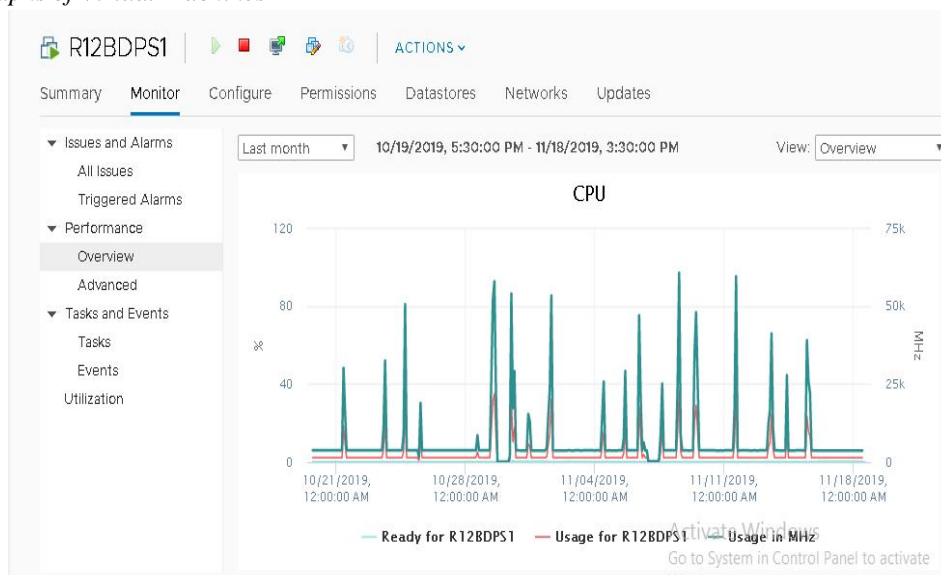 R12BDPS1 ACTIONS
Summary Monitor Configure Permissions Datastores Networks Updates
Issues and Alarms
All Issues
Triggered Alarms
Performance
Overview
Advanced
Tasks and Events
Tasks
Events
Utilization
Last month 10/19/2019, 5:30:00 PM - 11/18/2019, 3:30:00 PM View: Overview
CPU
120 75k
80 50k
% MHz
40 25k
0 0
10/21/2019, 10/28/2019, 11/04/2019, 11/11/2019, 11/18/2019,
12:00:00 AM 12:00:00 AM 12:00:00 AM 12:00:00 AM 12:00:00 AM
Ready for R12BDPS1 Usage for R12BDPS1 Usage in MHz
Activate Windows
Go to System in Control Panel to activate